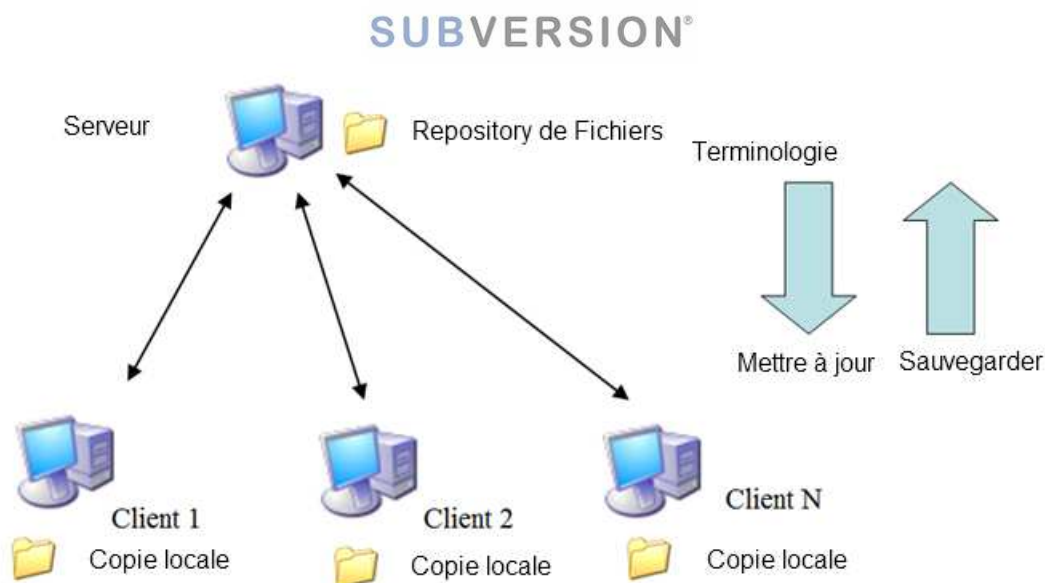 SUBVERSION®
Serveur
Repository de Fichiers
Terminologie
Mettre à jour
Sauvegarder
Client 1
Copie locale
Client 2
Copie locale
Client N
Copie locale